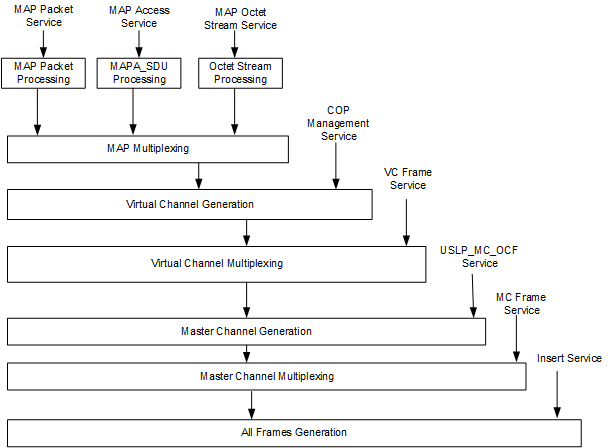 MAP Packet
Service
MAP Access
Service
MAP Octet
Stream Service
MAP Packet
Processing
MAPA_SDU
Processing
Octet Stream
Processing
COP
Management
Service
MAP Multiplexing
VC Frame
Service
Virtual Channel Generation
USLP_MC_OCF
Service
Virtual Channel Multiplexing
MC Frame
Service
Master Channel Generation
Insert Service
Master Channel Multiplexing
All Frames Generation